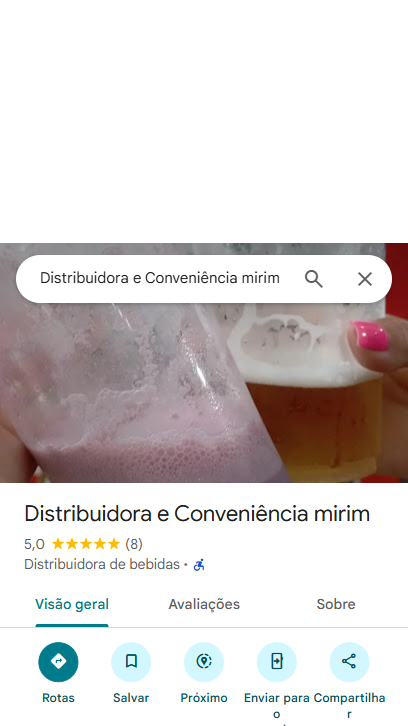 Distribuidora e Conveniência mirim
Distribuidora e Conveniência mirim
5,0 (8)
Distribuidora de bebidas ·
Visão geral Avaliações Sobre
Rotas Salvar Próximo Enviar para o Compartilhar